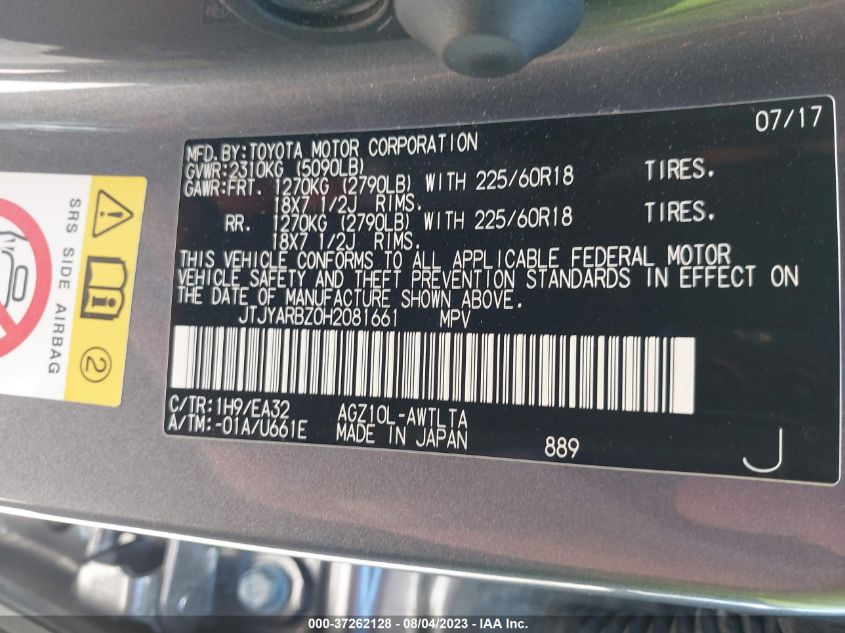 07/17
MFD.BY:TOYOTA MOTOR CORPORATION
GVWR:2310KG (5090LB)
GAWR:FRT. 1270KG (2790LB) WITH 225/60R18 TIRES.
18X7 1/2J RIMS.
RR. 1270KG (2790LB) WITH 225/60R18 TIRES.
18X7 1/2J RIMS.
THIS VEHICLE CONFORMS TO ALL APPLICABLE FEDERAL MOTOR
VEHICLE SAFETY AND THEFT PREVENTION STANDARDS IN EFFECT ON
THE DATE OF MANUFACTURE SHOWN ABOVE.
JTJYARBZ0H2081661 MPV
C/TR:1H9/EA32 AGZ10L-AWTLTA
A/TM:-01A/U661E MADE IN JAPAN 889 J
SRS SIDE AIRBAG
2
000-37262128 - 08/04/2023 - IAA Inc.